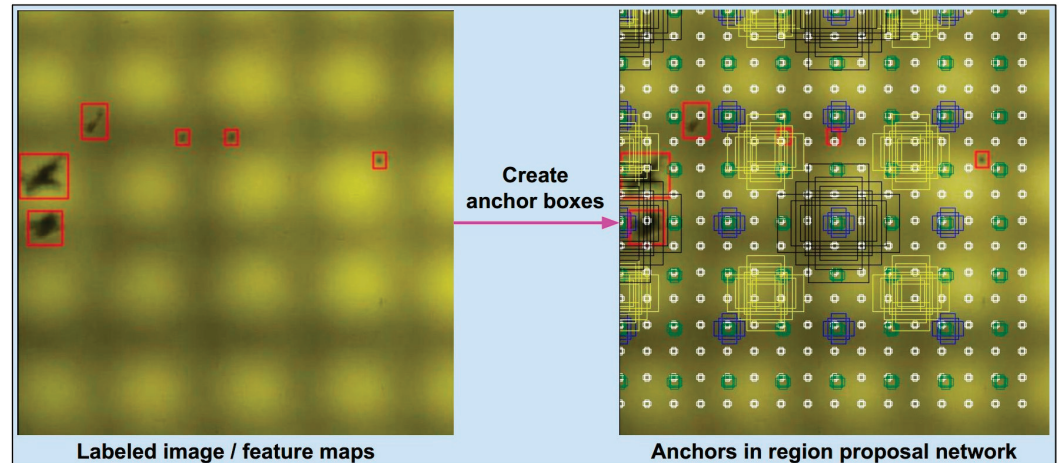 Create
anchor boxes
Labeled image / feature maps
Anchors in region proposal network